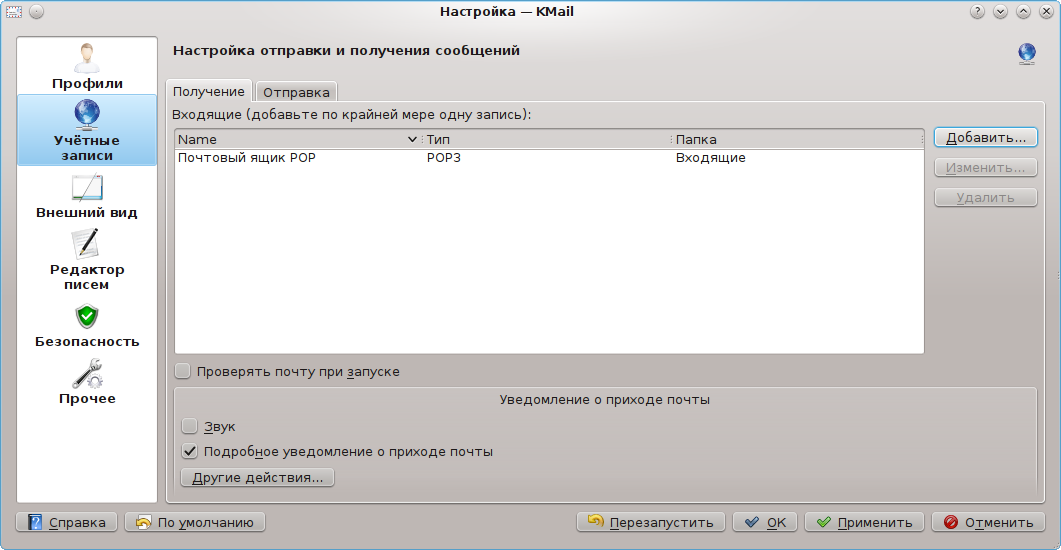 Настройка — KMail
Профили
Учётные
записи
Внешний вид
Редактор
писем
Безопасность
Прочее
Настройка отправки и получения сообщений
Получение
Отправка
Входящие (добавьте по крайней мере одну запись):
Name Тип Папка
Почтовый ящик POP POP3 Входящие
Добавить...
Изменить...
Удалить
Проверять почту при запуске
Уведомление о приходе почты
Звук
Подробное уведомление о приходе почты
Другие действия...
Справка
По умолчанию
Перезапустить
OK
Применить
Отменить